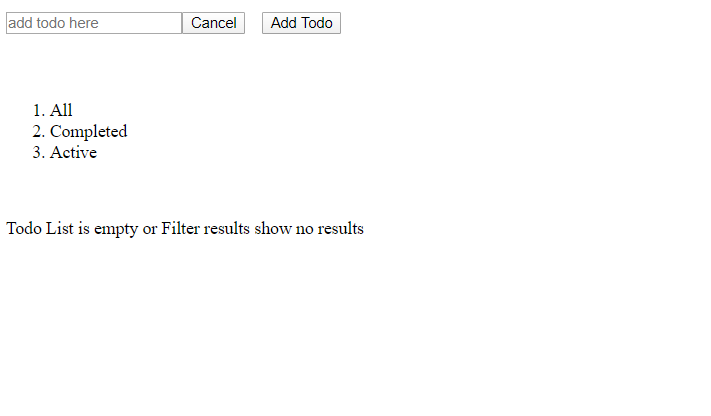 add todo here Cancel Add Todo
1. All
2. Completed
3. Active
Todo List is empty or Filter results show no results